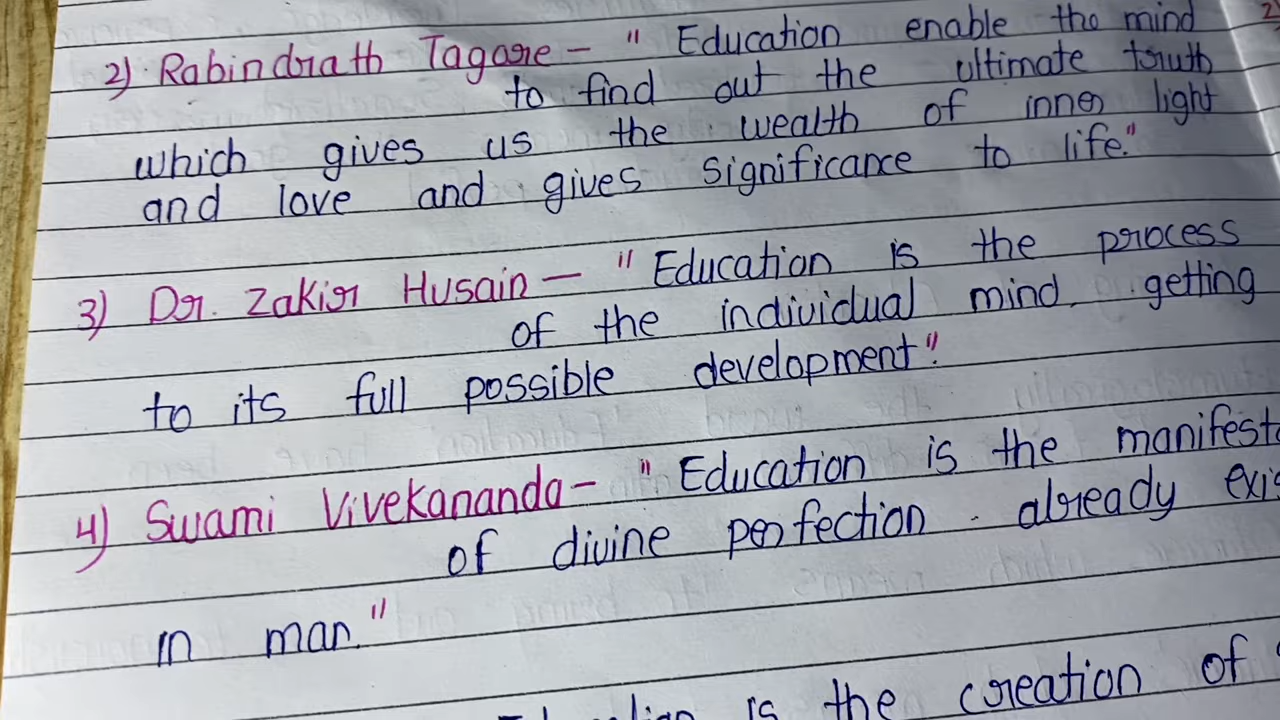 2) Rabindrath Tagore - " Education enable the mind
to find out the ultimate truth
which gives us the wealth of inner light
and love and gives significance to life."
3) Dr. Zakir Husain - " Education is the process
of the individual mind getting
to its full possible development".
4) Swami Vivekananda - " Education is the
of divine perfection already
in man."
is the creation of